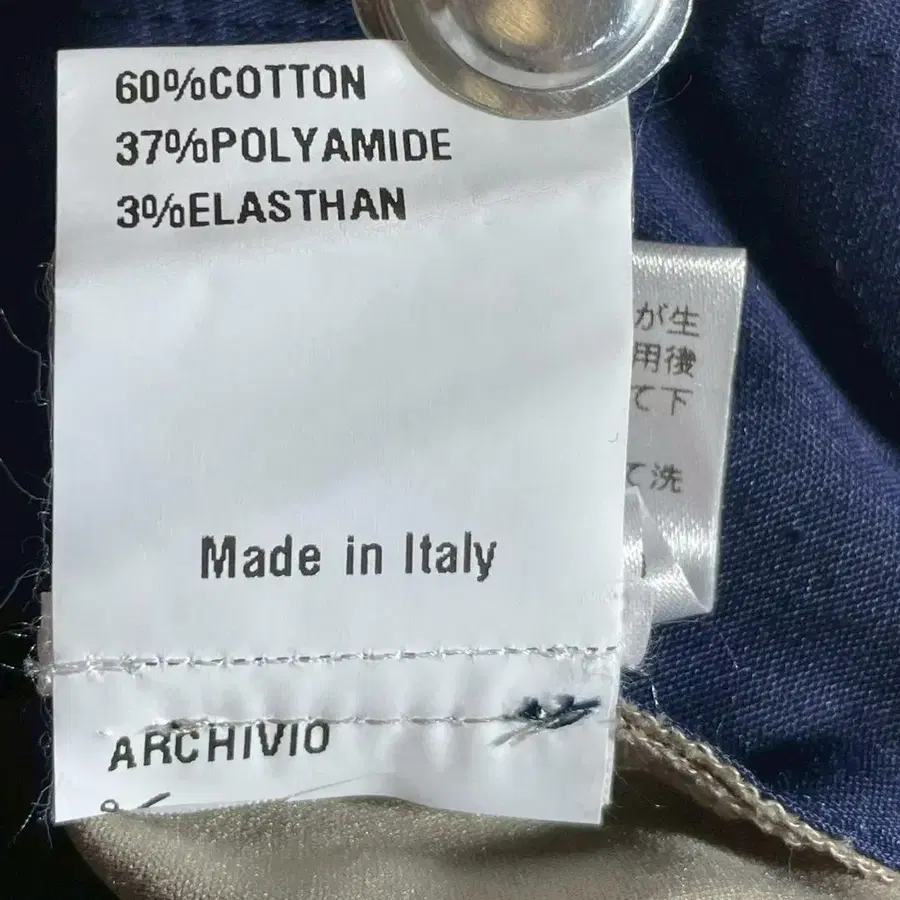 60%COTTON
37%POLYAMIDE
3%ELASTHAN
Made in Italy
ARCHIVIO
が生
用後
て下
て洗